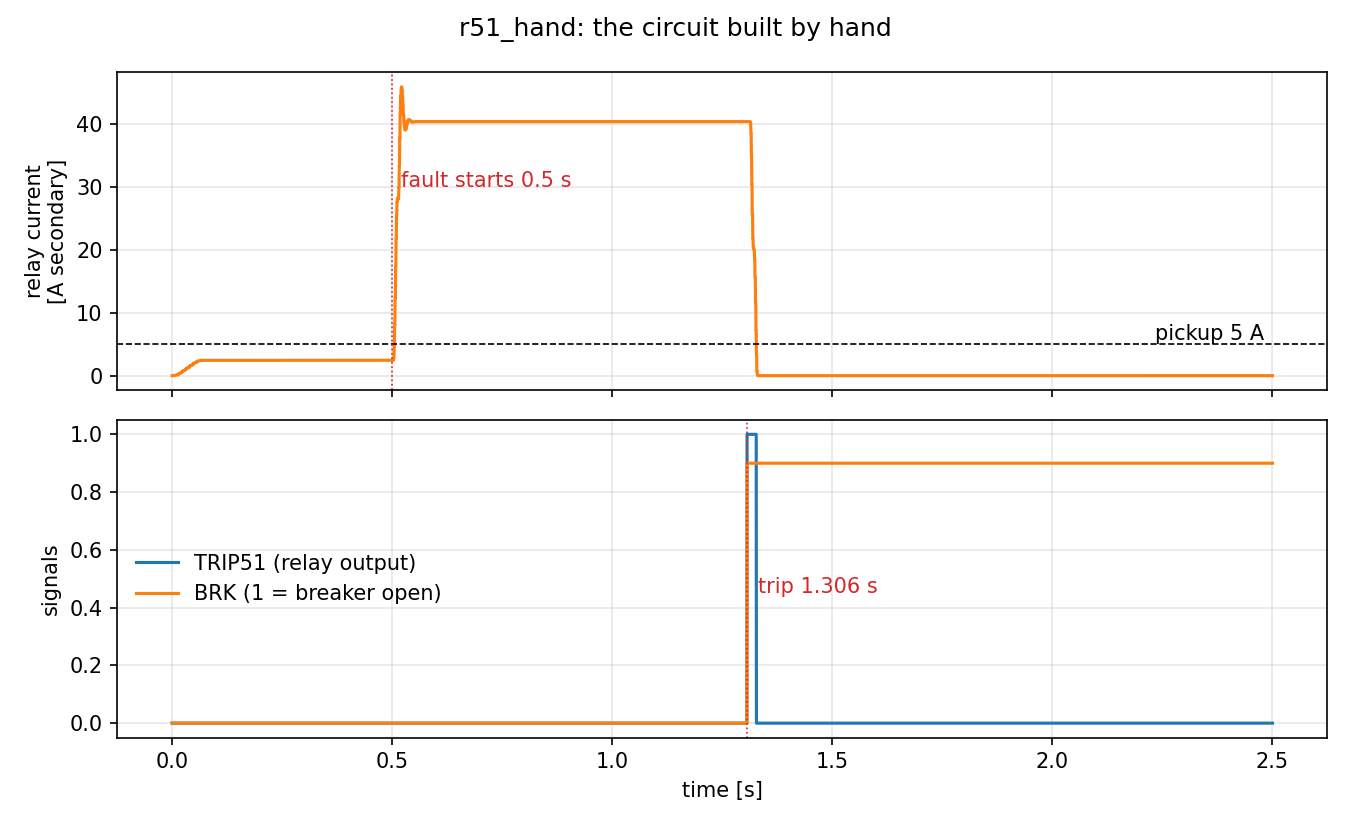 r51_hand: the circuit built by hand
relay current
[A secondary]
40
30
20
10
0
fault starts 0.5 s
pickup 5 A
signals
1.0
0.8
0.6
0.4
0.2
0.0
TRIP51 (relay output)
BRK (1 = breaker open)
trip 1.306 s
0.0
0.5
1.0
1.5
2.0
2.5
time [s]